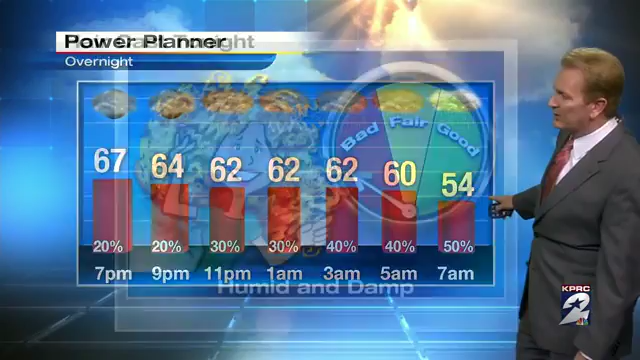 Power Planner
Overnight
Bad Fair Good
67 64 62 62 62 60 54
20% 20% 30% 30% 40% 40% 50%
7pm 9pm 11pm 1am 3am 5am 7am
Humid and Damp
KPRC
2